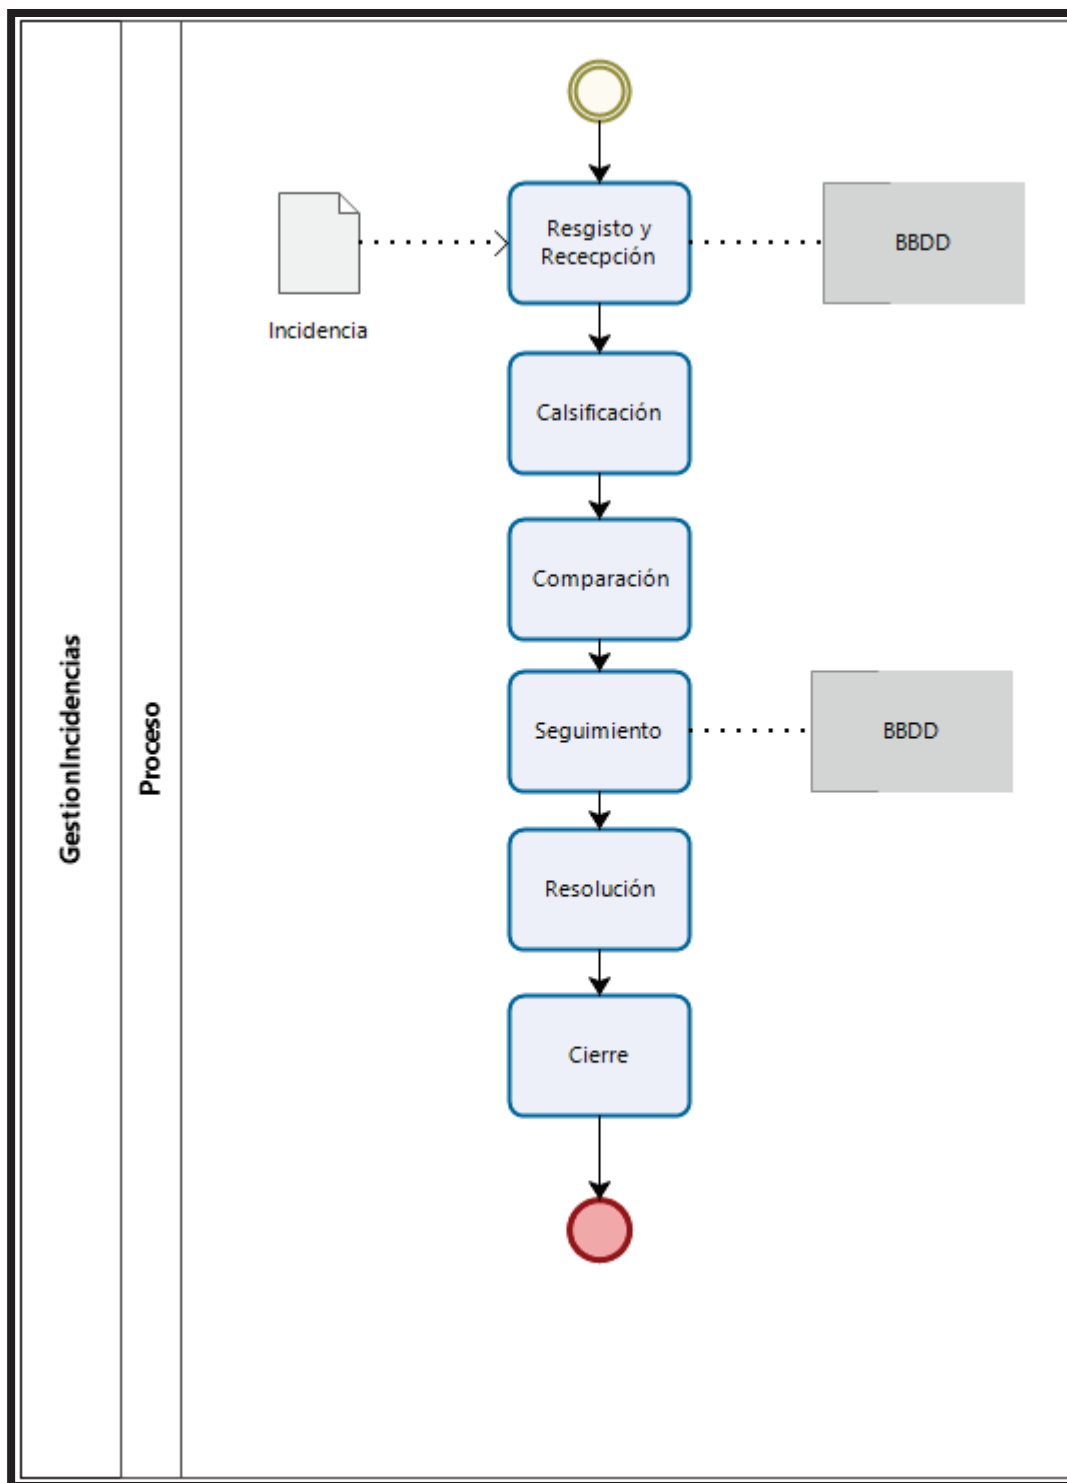 GestionIncidencias
Proceso
Incidencia
Resgisto y
Rececpción
BBDD
Calsificación
Comparación
Seguimiento
BBDD
Resolución
Cierre